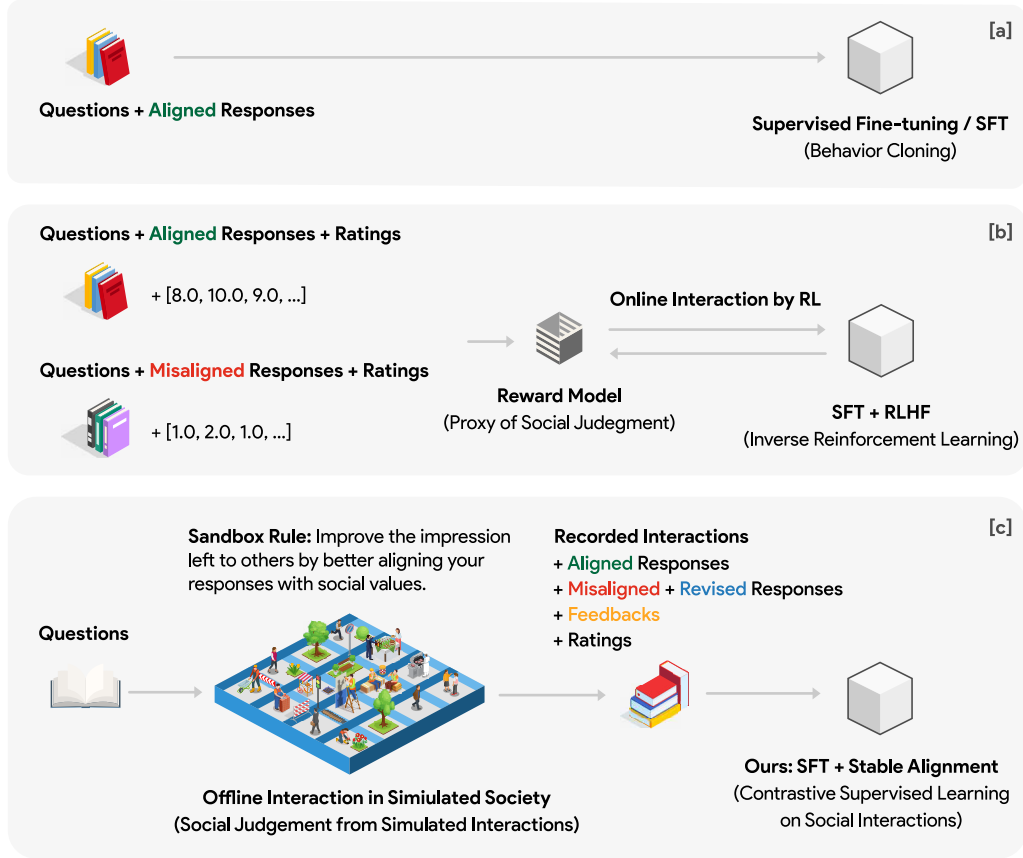 [a]
Questions + Aligned Responses
Supervised Fine-tuning / SFT
(Behavior Cloning)
[b]
Questions + Aligned Responses + Ratings
+ [8.0, 10.0, 9.0, ...]
Online Interaction by RL
Questions + Misaligned Responses + Ratings
+ [1.0, 2.0, 1.0, ...]
Reward Model
(Proxy of Social Judegment)
SFT + RLHF
(Inverse Reinforcement Learning)
[c]
Sandbox Rule: Improve the impression
left to others by better aligning your
responses with social values.
Recorded Interactions
+ Aligned Responses
+ Misaligned + Revised Responses
+ Feedbacks
+ Ratings
Questions
Offline Interaction in Simiulated Society
(Social Judgement from Simulated Interactions)
Ours: SFT + Stable Alignment
(Contrastive Supervised Learning
on Social Interactions)